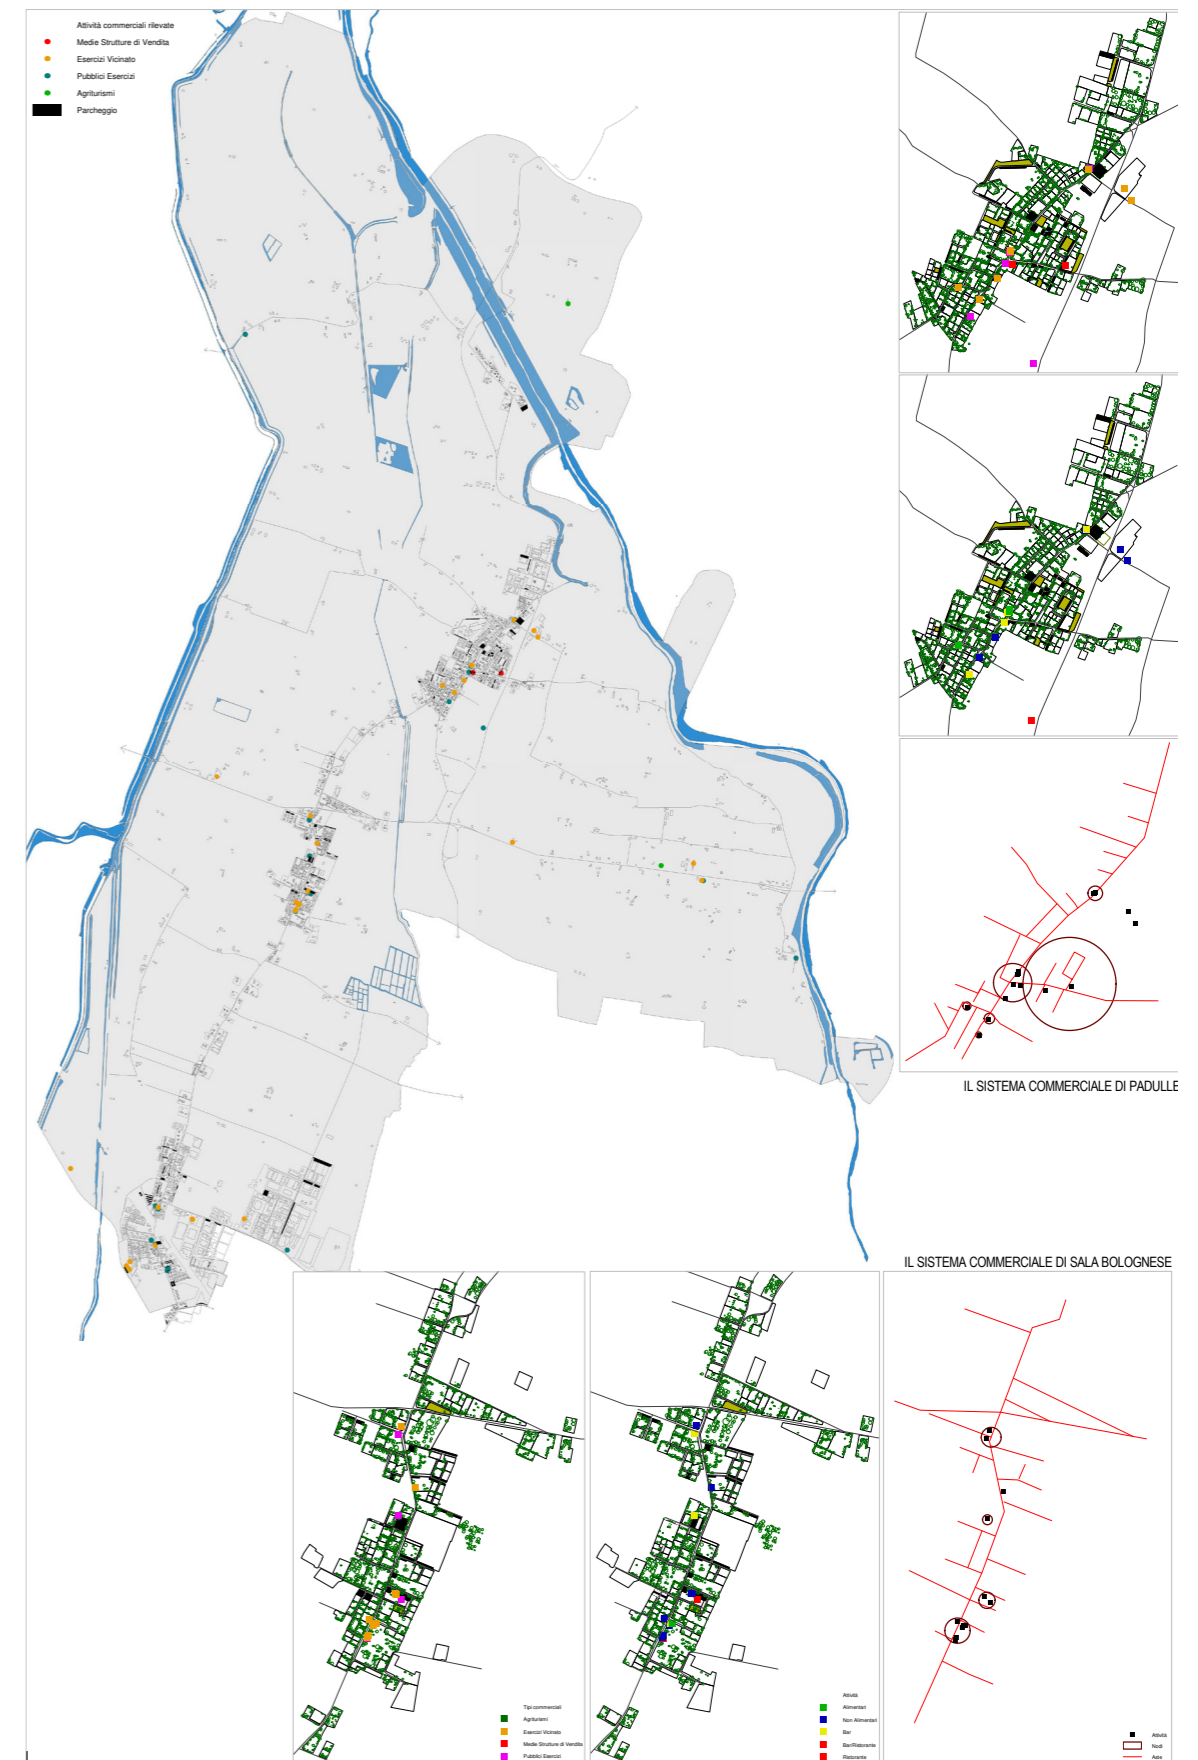 Attività commerciali rilevate
Medie Strutture di Vendita
Esercizi Vicinato
Pubblici Esercizi
Agriturismi
Parcheggio
IL SISTEMA COMMERCIALE DI PADULLE
IL SISTEMA COMMERCIALE DI SALA BOLOGNESE
Tipi commerciali
Agriturismi
Esercizi Vicinato
Medie Strutture di Vendita
Pubblici Esercizi
Attività
Alimentari
Non Alimentari
Bar
Bar/Ristorante
Ristorante
Attività
Nodi
Aste